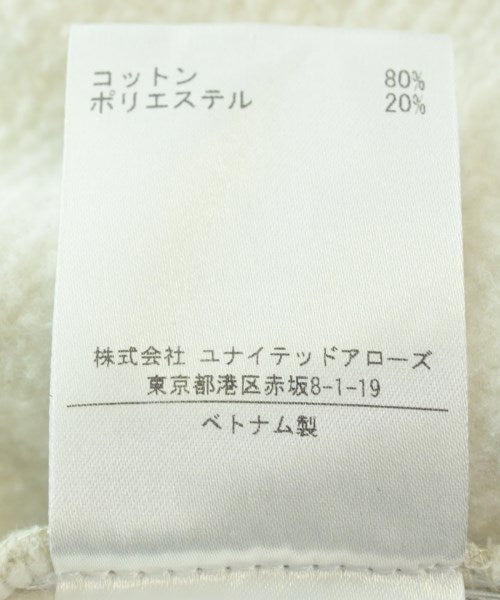 コットン 80%
ポリエステル 20%
株式会社 ユナイテッドアローズ
東京都港区赤坂8-1-19
ベトナム製